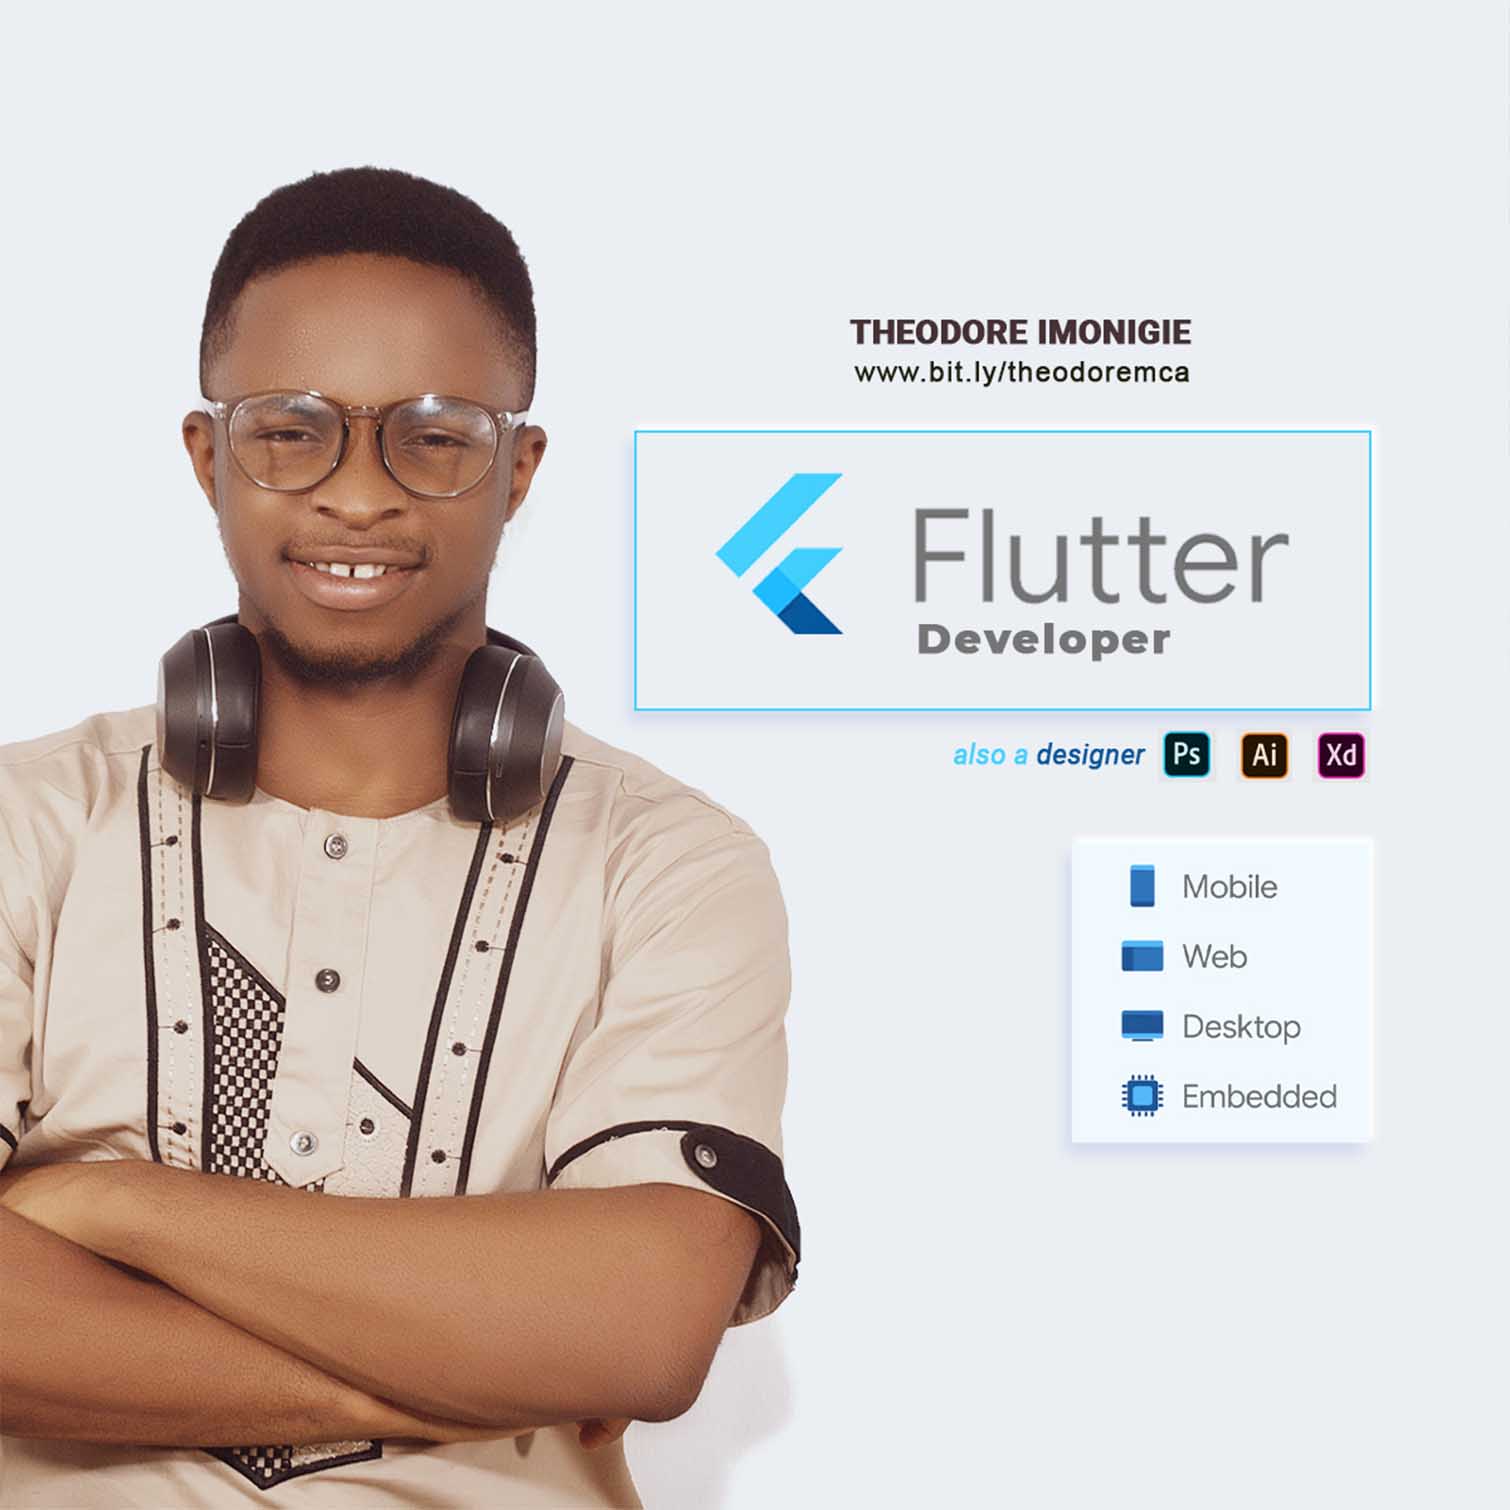 THEODORE IMONIGIE
www.bit.ly/theodoremca
Flutter
Developer
also a designer Ps Ai Xd
Mobile
Web
Desktop
Embedded